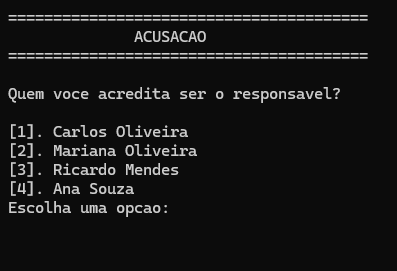 ========================================
ACUSACAO
========================================
Quem voce acredita ser o responsavel?
[1]. Carlos Oliveira
[2]. Mariana Oliveira
[3]. Ricardo Mendes
[4]. Ana Souza
Escolha uma opcao: